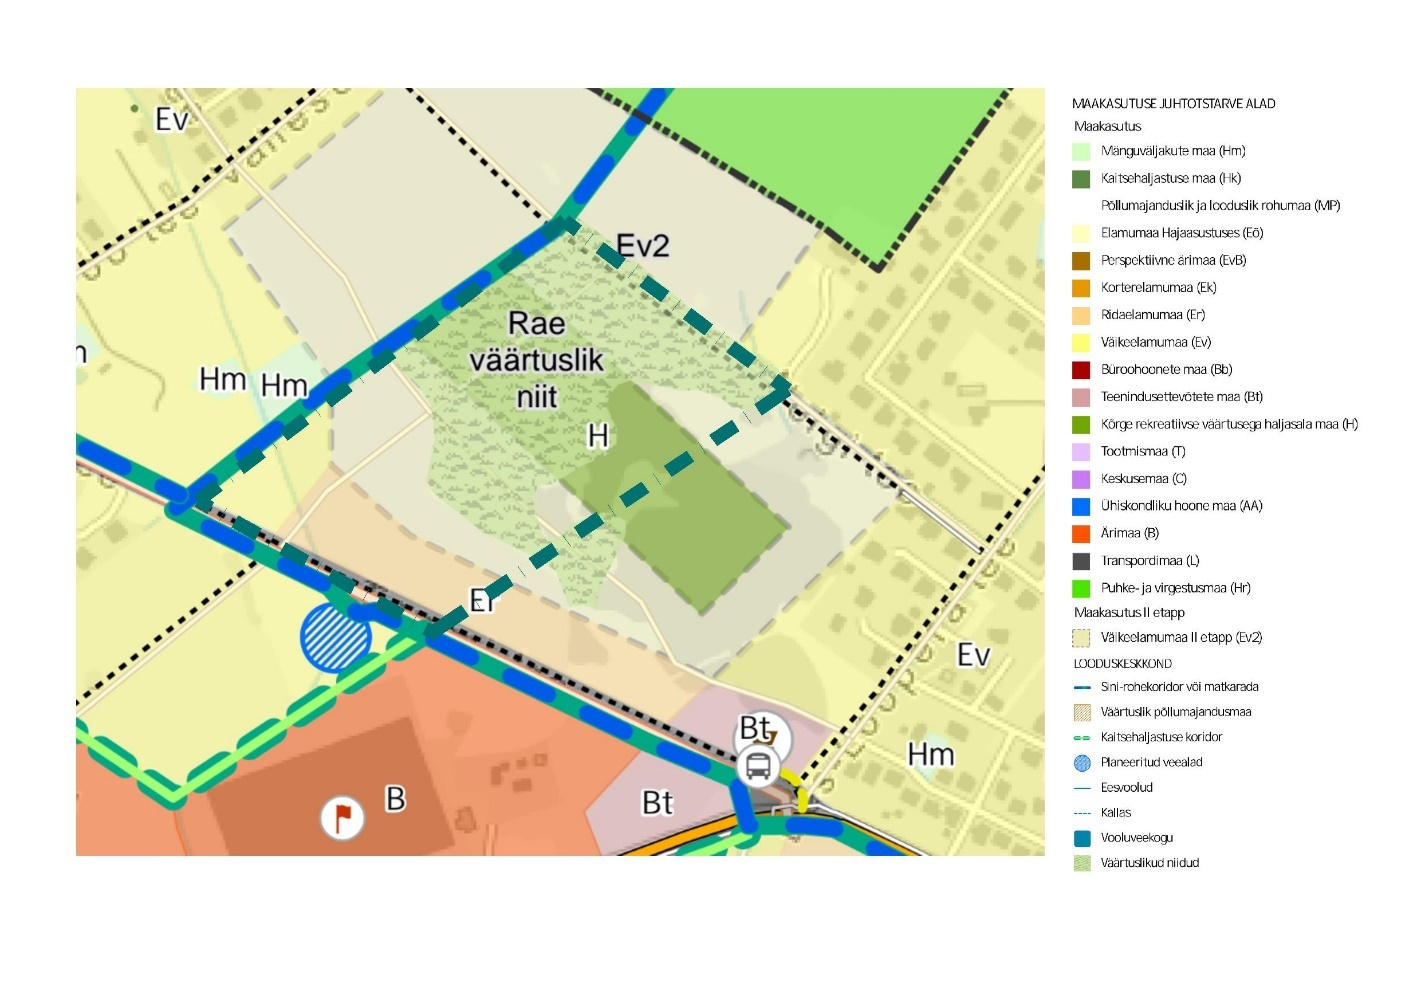 Ev
Ev2
Rae
väärtuslik
niit
Hm
Hm
H
Er
Ev
Bt
Hm
B
Bt
MAAKASUTUSE JUHTOTSTARVE ALAD
Maakasutus
Mänguväljakute maa (Hm)
Kaitsehaljastuse maa (Hk)
Põllumajanduslik ja looduslik rohumaa (MP)
Elamumaa Hajaasustuses (Eõ)
Perspektiivne ärimaa (EvB)
Korterelamumaa (Ek)
Ridaelamumaa (Er)
Väikeelamumaa (Ev)
Büroohoonete maa (Bb)
Teenindusettevõtete maa (Bt)
Kõrge rekreatiivse väärtusega haljasala maa (H)
Tootmismaa (T)
Keskusemaa (C)
Ühiskondliku hoone maa (AA)
Ärimaa (B)
Transpordimaa (L)
Puhke- ja virgestusmaa (Hr)
Maakasutus II etapp
Väikeelamumaa II etapp (Ev2)
LOODUSKESKKOND
Sini-rohekoridor või matkarada
Väärtuslik põllumajandusmaa
Kaitsehaljastuse koridor
Planeeritud veealad
Eesvoolud
Kallas
Vooluveekogu
Väärtuslikud niidud